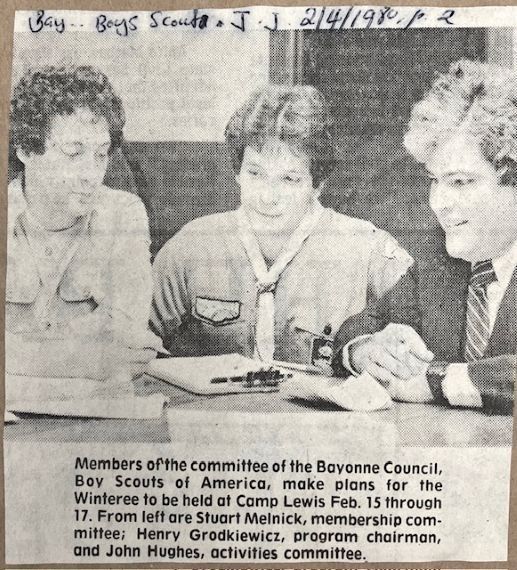 Bay.. Boys Scouts. J. J. 2/4/1980. p. 2
Members of the committee of the Bayonne Council,
Boy Scouts of America, make plans for the
Winteree to be held at Camp Lewis Feb. 15 through
17. From left are Stuart Melnick, membership com-
mittee; Henry Grodkiewicz, program chairman,
and John Hughes, activities committee.